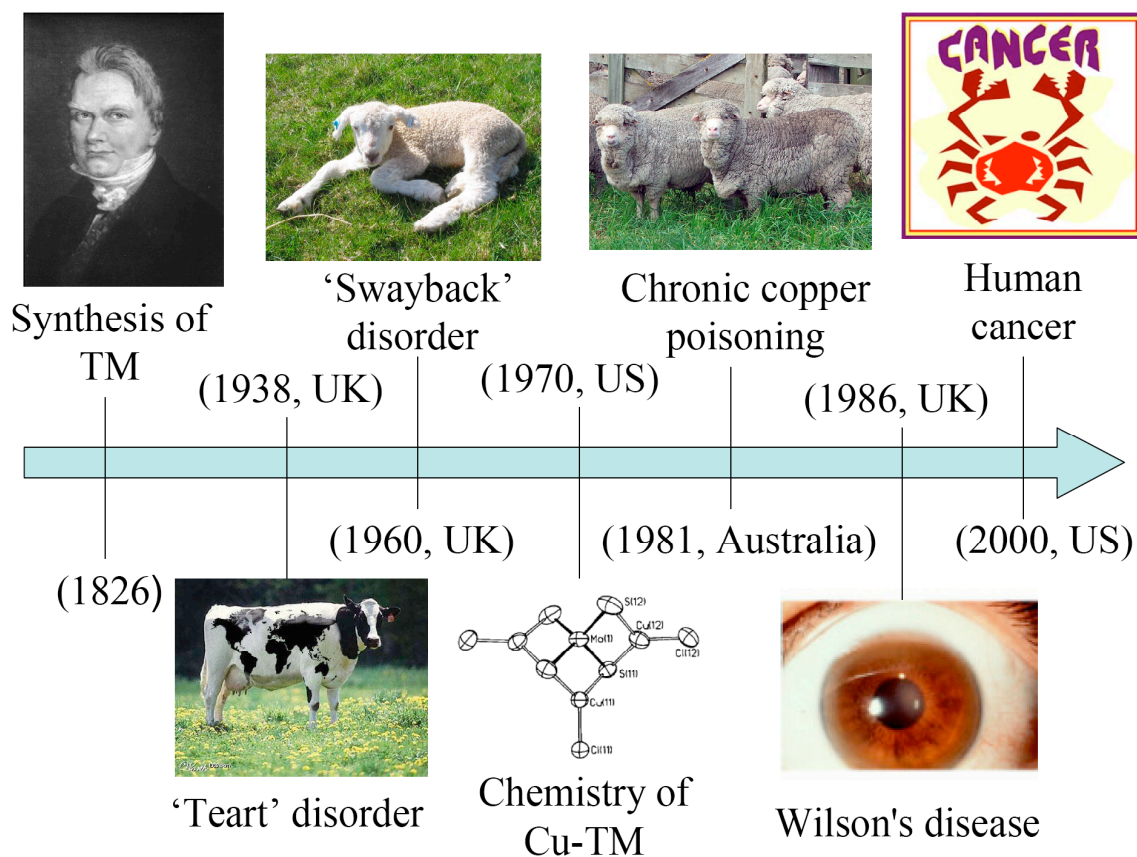 CANCER
Synthesis of
TM
‘Swayback’
disorder
Chronic copper
poisoning
Human
cancer
(1938, UK)
(1970, US)
(1986, UK)
(1826)
(1960, UK)
(1981, Australia)
(2000, US)
S(12)
Mo(1)
Cu(12)
Cl(12)
S(11)
Cu(11)
Cl(11)
‘Teart’ disorder
Chemistry of
Cu-TM
Wilson's disease